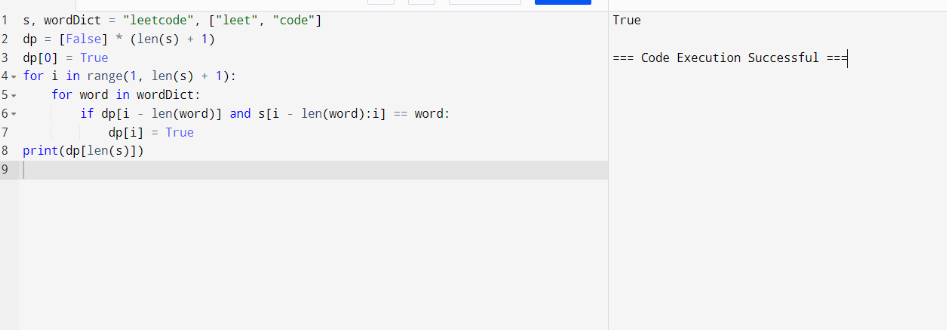 1 s, wordDict = "leetcode", ["leet", "code"]
2 dp = [False] * (len(s) + 1)
3 dp[0] = True
4 for i in range(1, len(s) + 1):
5     for word in wordDict:
6         if dp[i - len(word)] and s[i - len(word):i] == word:
7             dp[i] = True
8 print(dp[len(s)])
9
True
=== Code Execution Successful ===